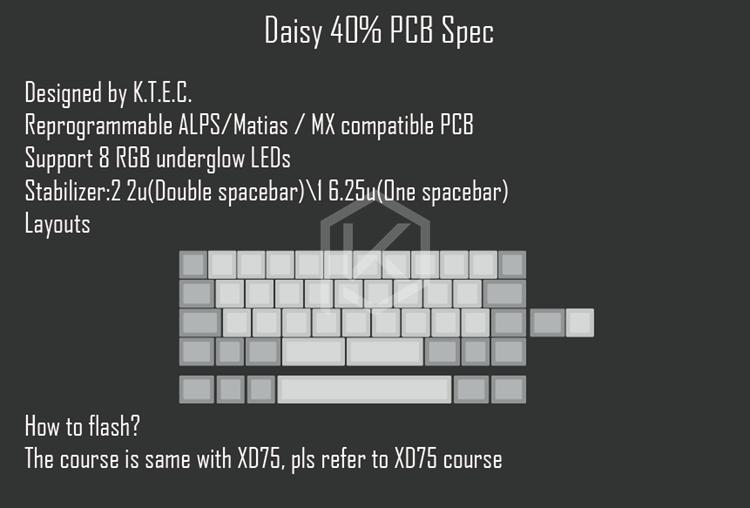 Daisy 40% PCB Spec
Designed by K.T.E.C.
Reprogrammable ALPS/Matias / MX compatible PCB
Support 8 RGB underglow LEDs
Stabilizer:2 2u(Double spacebar)\1 6.25u(One spacebar)
Layouts
How to flash?
The course is same with XD75, pls refer to XD75 course